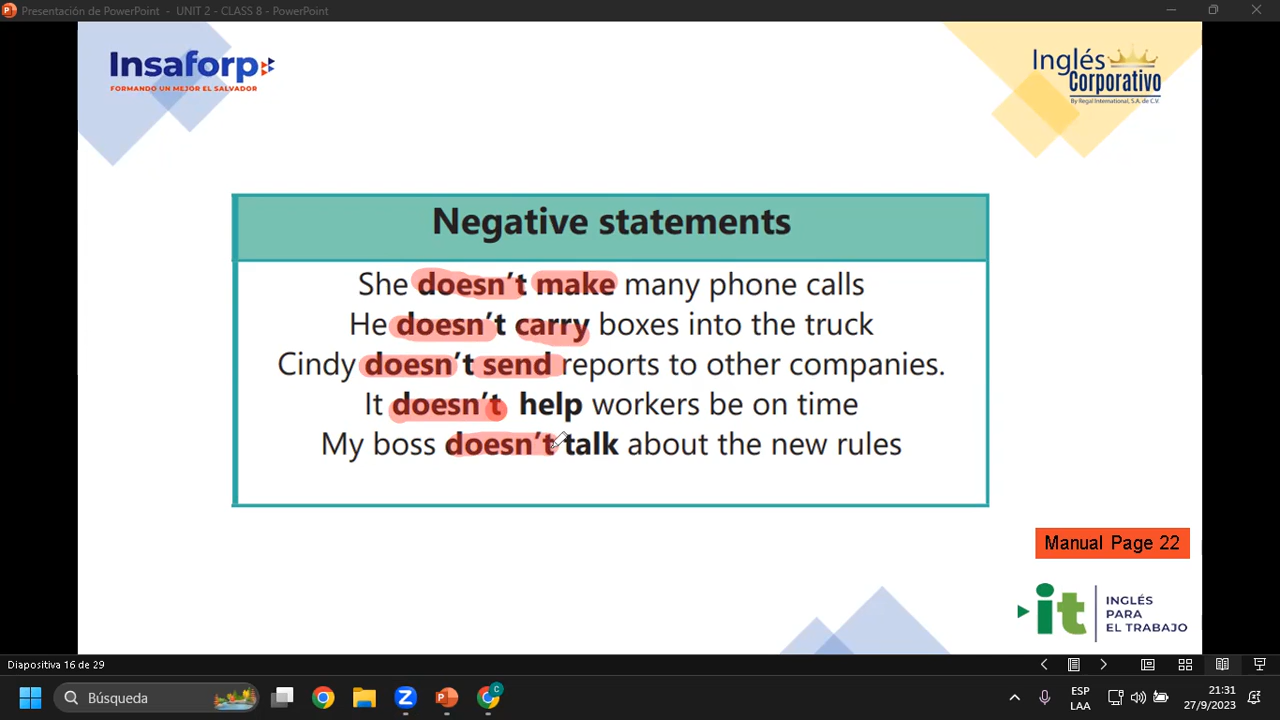 Presentación de PowerPoint - UNIT 2 - CLASS 8 - PowerPoint
Insaforp
FORMANDO UN MEJOR EL SALVADOR
Inglés
Corporativo
By Regal International, S.A. de C.V.
Negative statements
She doesn't make many phone calls
He doesn't carry boxes into the truck
Cindy doesn't send reports to other companies.
It doesn't help workers be on time
My boss doesn't talk about the new rules
Manual Page 22
it
INGLÉS
PARA
EL TRABAJO
Diapositiva 16 de 29
Búsqueda
ESP
LAA
21:31
27/9/2023